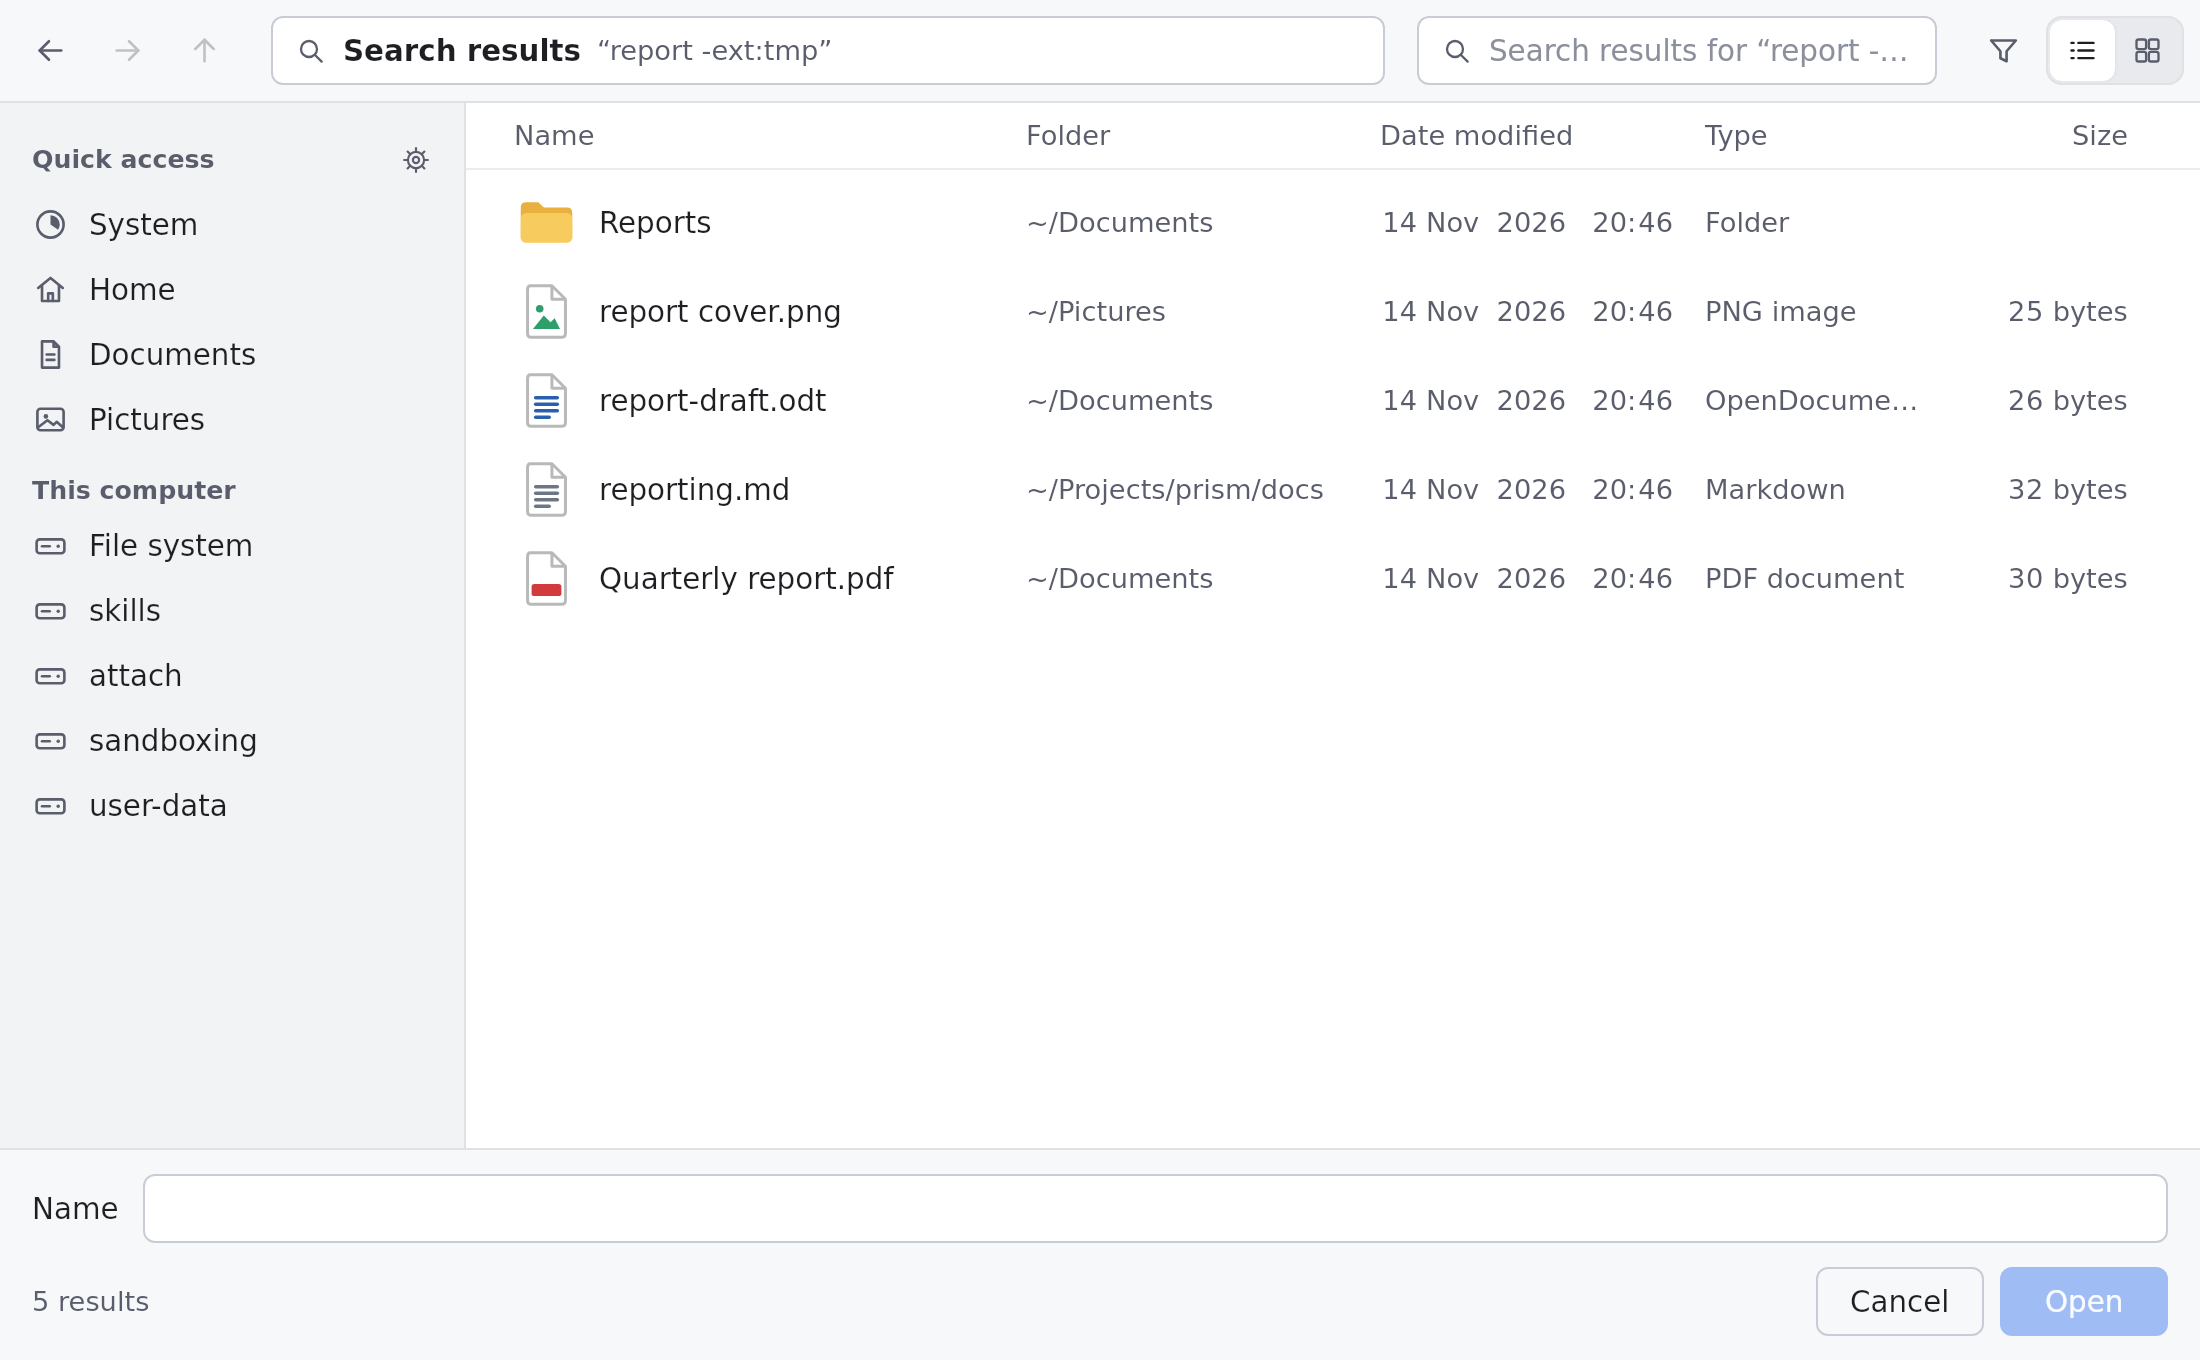 Search results “report -ext:tmp”
Search results for “report -…
Quick access
System
Home
Documents
Pictures
This computer
File system
skills
attach
sandboxing
user-data
Name Folder Date modified Type Size
Reports ~/Documents 14 Nov 2026 20:46 Folder
report cover.png ~/Pictures 14 Nov 2026 20:46 PNG image 25 bytes
report-draft.odt ~/Documents 14 Nov 2026 20:46 OpenDocume… 26 bytes
reporting.md ~/Projects/prism/docs 14 Nov 2026 20:46 Markdown 32 bytes
Quarterly report.pdf ~/Documents 14 Nov 2026 20:46 PDF document 30 bytes
Name
5 results
Cancel Open